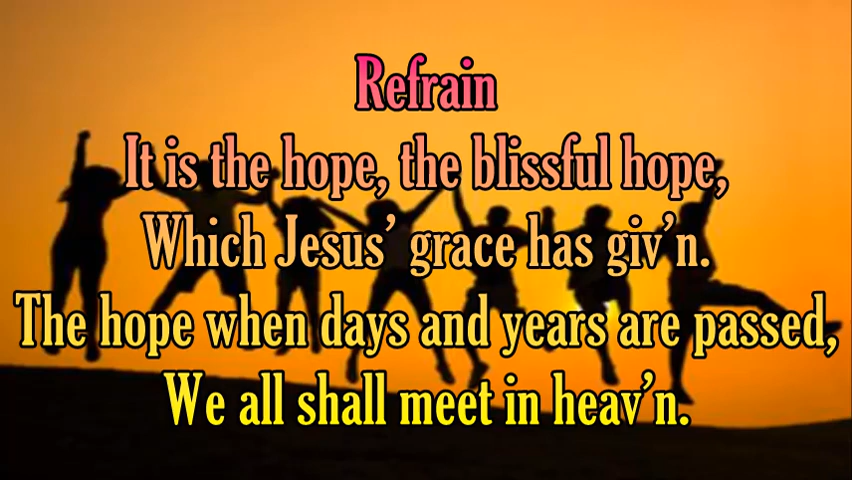 Refrain
It is the hope, the blissful hope,
Which Jesus’ grace has giv’n.
The hope when days and years are passed,
We all shall meet in heav’n.